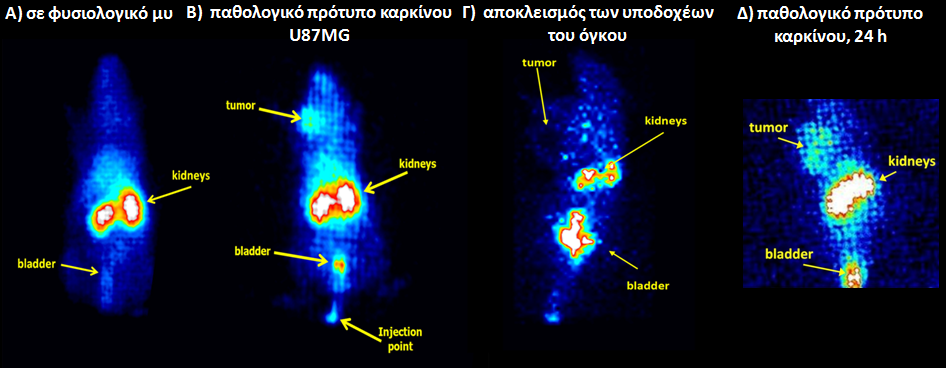 Α) σε φυσιολογικό μυ
Β) παθολογικό πρότυπο καρκίνου
U87MG
Γ) αποκλεισμός των υποδοχέων
του όγκου
Δ) παθολογικό πρότυπο
καρκίνου, 24 h
kidneys
bladder
tumor
kidneys
bladder
Injection
point
tumor
kidneys
bladder
tumor
kidneys
bladder